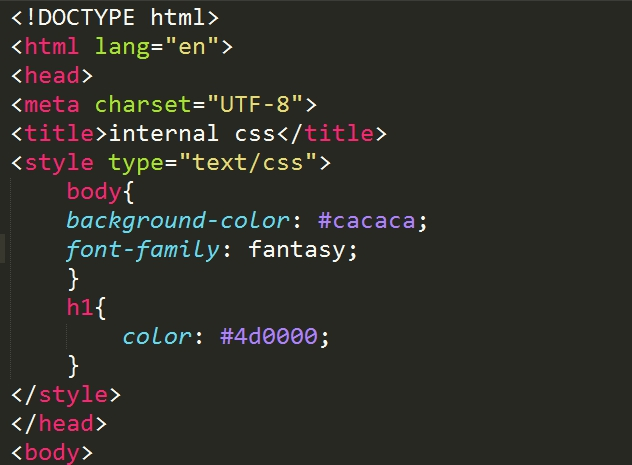 <!DOCTYPE html>
<html lang="en">
<head>
<meta charset="UTF-8">
<title>internal css</title>
<style type="text/css">
    body{
    background-color: #cacaca;
    font-family: fantasy;
    }
    h1{
        color: #4d0000;
    }
</style>
</head>
<body>